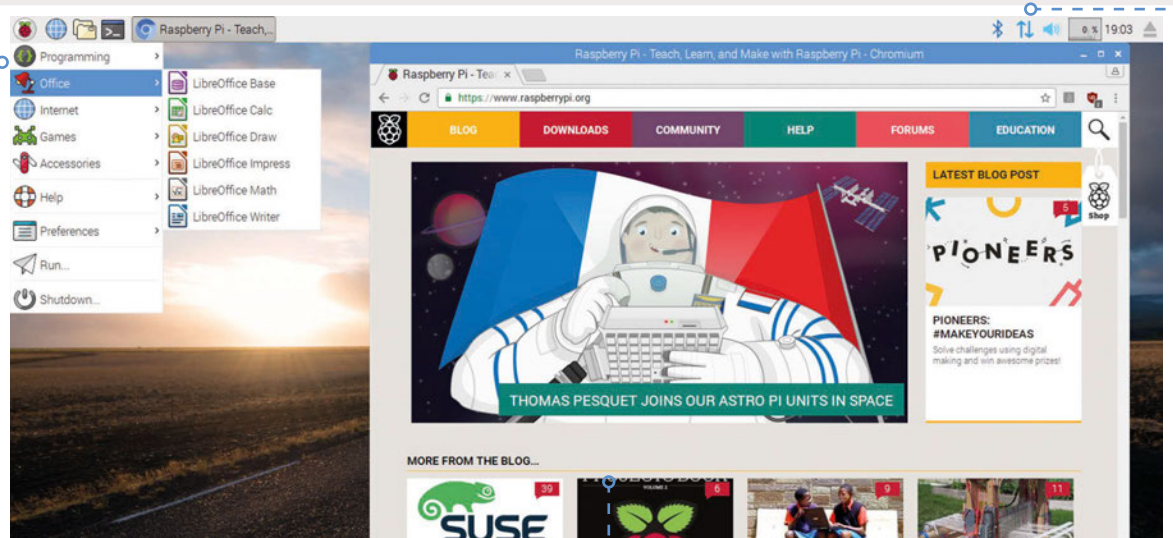 Raspberry Pi - Teach,...
0 %
19:03
Programming
Office
Internet
Games
Accessories
Help
Preferences
Run...
Shutdown...
LibreOffice Base
LibreOffice Calc
LibreOffice Draw
LibreOffice Impress
LibreOffice Math
LibreOffice Writer
Raspberry Pi - Teach, Learn, and Make with Raspberry Pi - Chromium
Raspberry Pi - Tea
https://www.raspberrypi.org
BLOG DOWNLOADS COMMUNITY HELP FORUMS EDUCATION
THOMAS PESQUET JOINS OUR ASTRO PI UNITS IN SPACE
LATEST BLOG POST
5
PIONEERS
PIONEERS:
#MAKEYOURIDEAS
Solve challenges using digital
making and win awesome prizes!
Shop
MORE FROM THE BLOG...
39
SUSE
PROJECTS BOOK
6
9
11